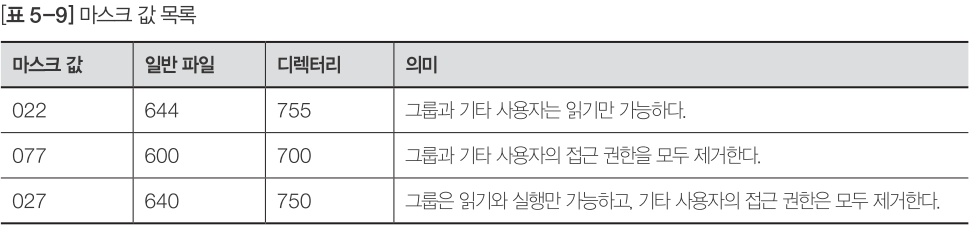 [표 5-9] 마스크 값 목록
마스크 값 일반 파일 디렉터리 의미
022 644 755 그룹과 기타 사용자는 읽기만 가능하다.
077 600 700 그룹과 기타 사용자의 접근 권한을 모두 제거한다.
027 640 750 그룹은 읽기와 실행만 가능하고, 기타 사용자의 접근 권한은 모두 제거한다.